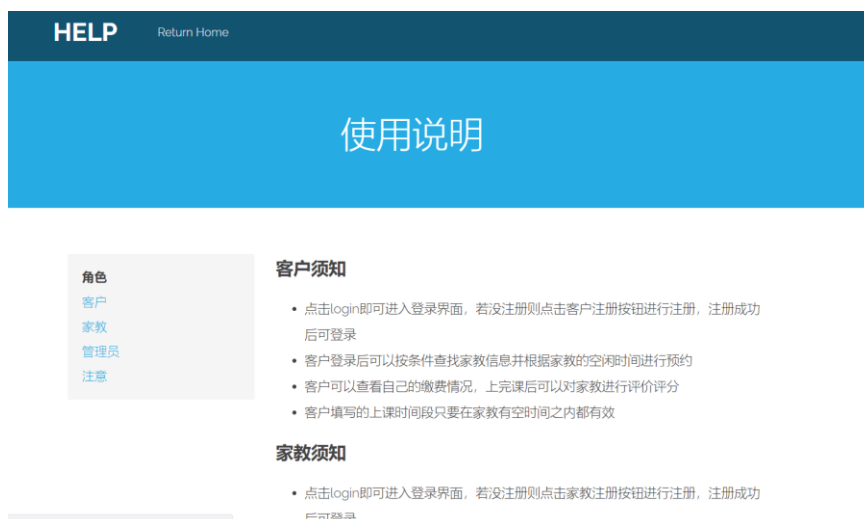 HELP
Return Home
使用说明
角色
客户
家教
管理员
注意
客户须知
点击login即可进入登录界面，若没注册则点击客户注册按钮进行注册，注册成功
后可登录
客户登录后可以按条件查找家教信息并根据家教的空闲时间进行预约
客户可以查看自己的缴费情况，上完课后可以对家教进行评价评分
客户填写的上课时间段只要在家教有空时间之内都有效
家教须知
点击login即可进入登录界面，若没注册则点击家教注册按钮进行注册，注册成功
后可登录